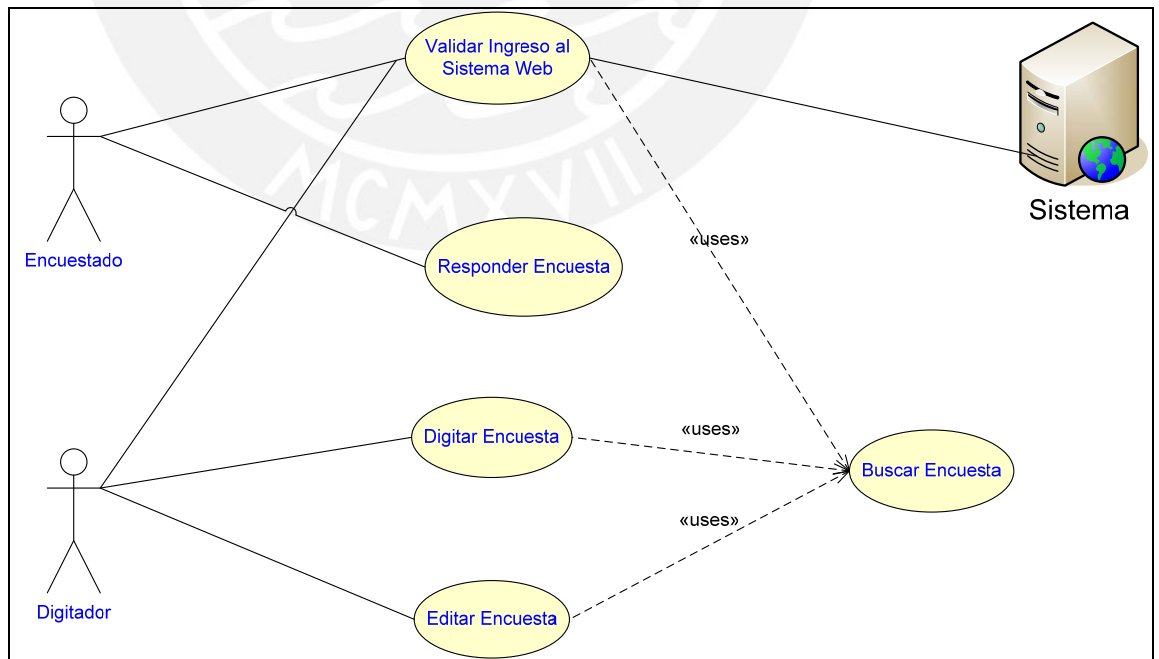 Validar Ingreso al
Sistema Web
Sistema
MCMXVII
«uses»
Encuestado
Responder Encuesta
Digitar Encuesta
«uses»
Buscar Encuesta
«uses»
Digitador
Editar Encuesta